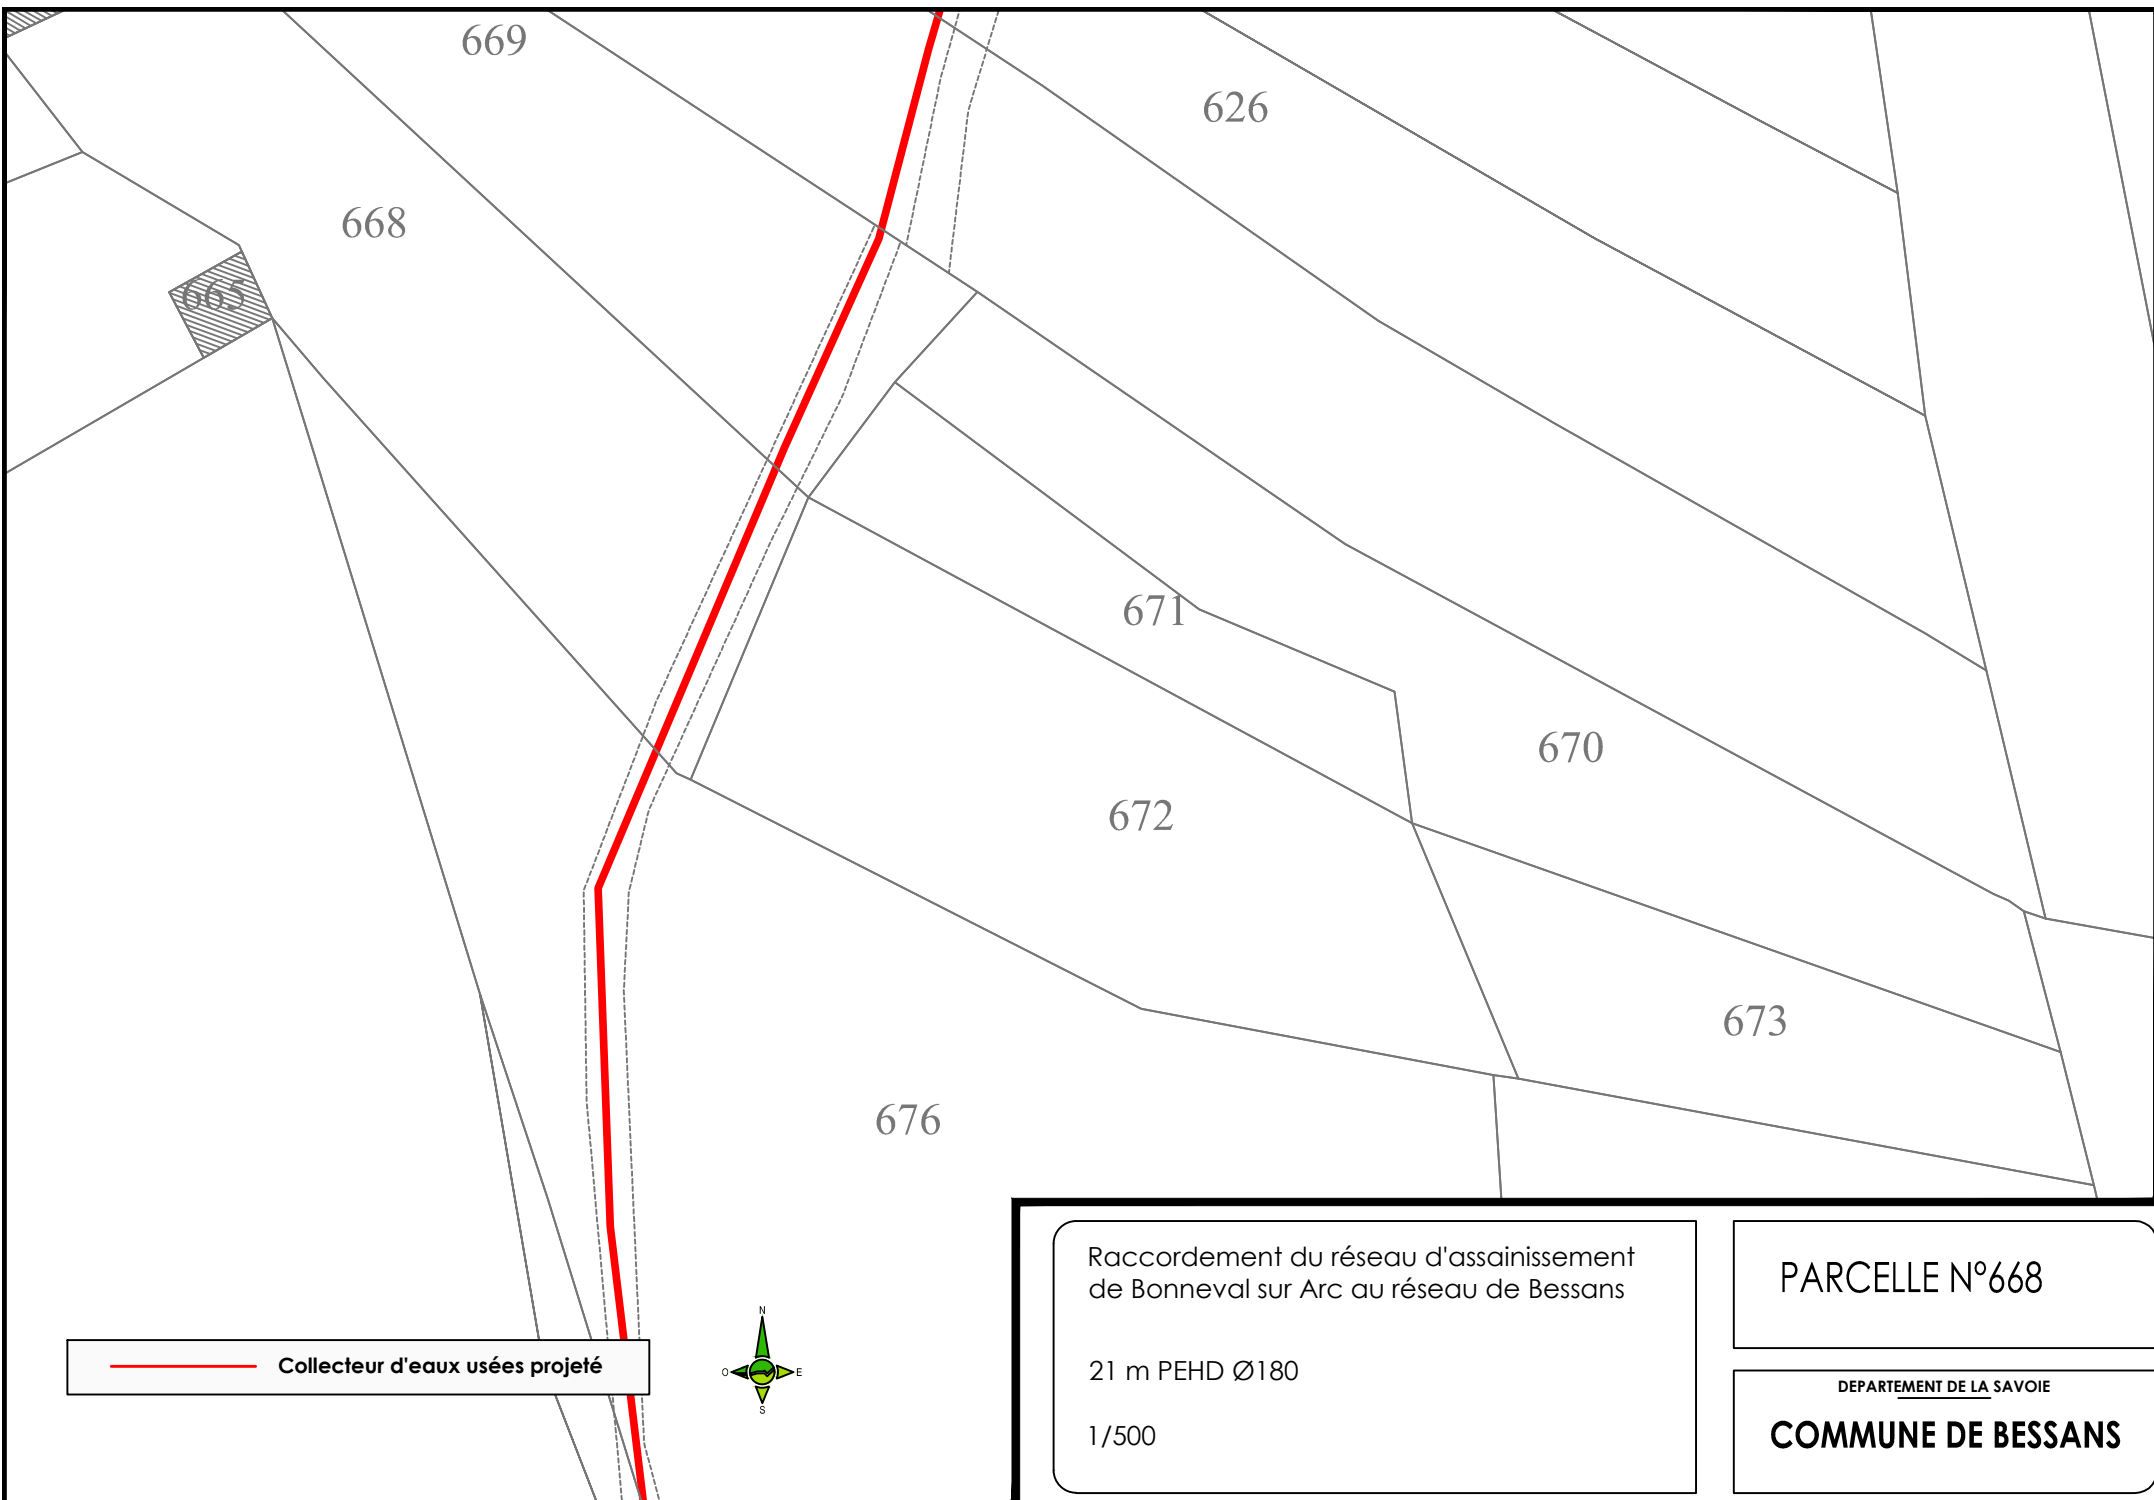 669
626
668
665
671
670
672
673
676
N
O
E
S
Collecteur d'eaux usées projeté
Raccordement du réseau d'assainissement
de Bonneval sur Arc au réseau de Bessans
21 m PEHD Ø180
1/500
PARCELLE N°668
DEPARTEMENT DE LA SAVOIE
COMMUNE DE BESSANS